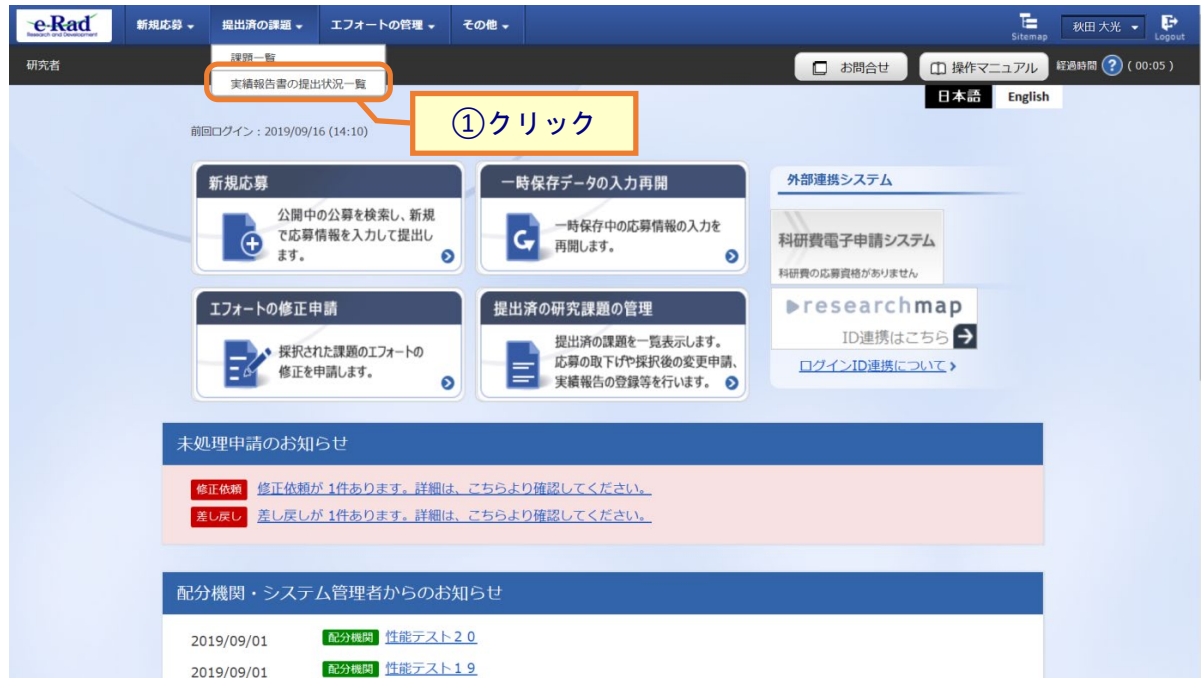 e-Rad
Research and Development
新規応募
提出済の課題
エフォートの管理
その他
Sitemap
秋田 大光
Logout
研究者
課題一覧
実績報告書の提出状況一覧
お問合せ
操作マニュアル
経過時間 ? ( 00:05 )
日本語
English
①クリック
前回ログイン：2019/09/16 (14:10)
新規応募
公開中の公募を検索し、新規
で応募情報を入力して提出し
ます。
一時保存データの入力再開
一時保存中の応募情報の入力を
再開します。
エフォートの修正申請
採択された課題のエフォートの
修正を申請します。
提出済の研究課題の管理
提出済の課題を一覧表示します。
応募の取下げや採択後の変更申請、
実績報告の登録等を行います。
外部連携システム
科研費電子申請システム
科研費の応募資格がありません
researchmap
ID連携はこちら
ログインID連携について
未処理申請のお知らせ
修正依頼 修正依頼が 1件あります。詳細は、こちらより確認してください。
差し戻し 差し戻しが 1件あります。詳細は、こちらより確認してください。
配分機関・システム管理者からのお知らせ
2019/09/01 配分機関 性能テスト２０
2019/09/01 配分機関 性能テスト１９